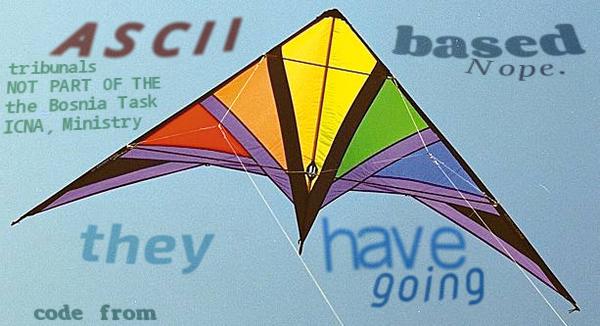 ASCII
based
Nope.
tribunals
NOT PART OF THE
the Bosnia Task
ICNA, Ministry
they
have
going
code from